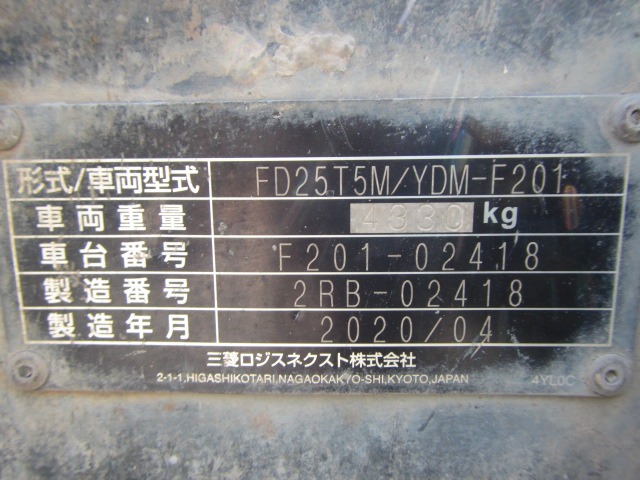 形式/車両型式 FD25T5M/YDM-F201
車両重量 4330 kg
車台番号 F201-02418
製造番号 2RB-02418
製造年月 2020/04
三菱ロジスネクスト株式会社
2-1-1,HIGASHIKOTARI,NAGAOKAKYO-SHI,KYOTO,JAPAN
4YL0C